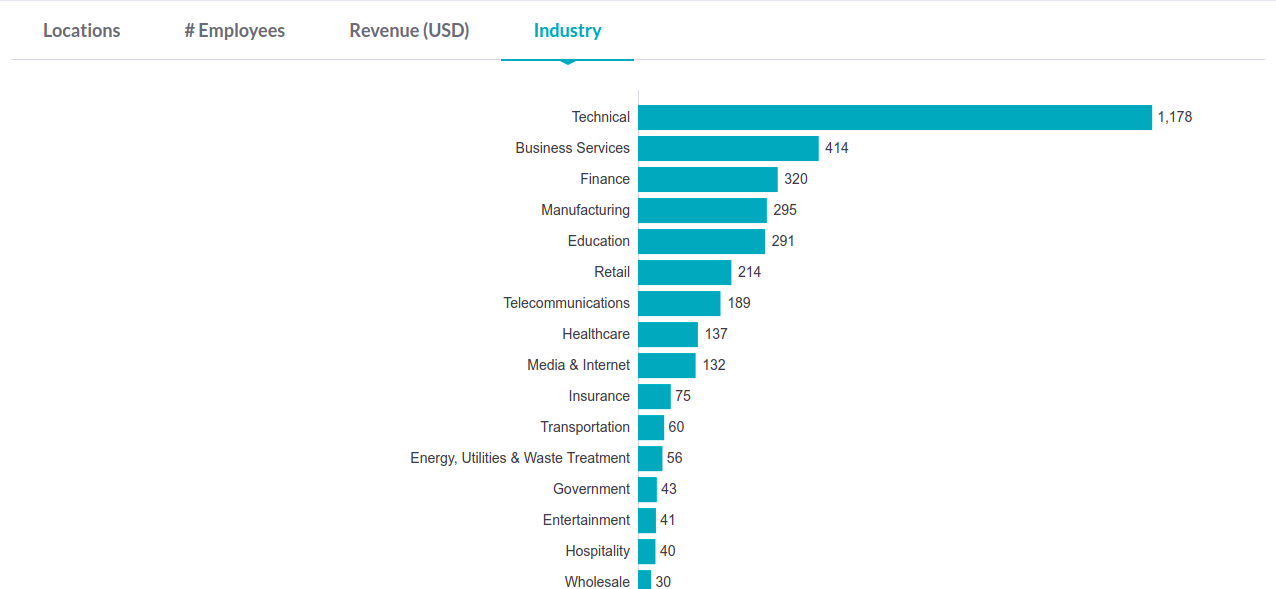 Locations # Employees Revenue (USD) Industry
Technical 1,178
Business Services 414
Finance 320
Manufacturing 295
Education 291
Retail 214
Telecommunications 189
Healthcare 137
Media & Internet 132
Insurance 75
Transportation 60
Energy, Utilities & Waste Treatment 56
Government 43
Entertainment 41
Hospitality 40
Wholesale 30